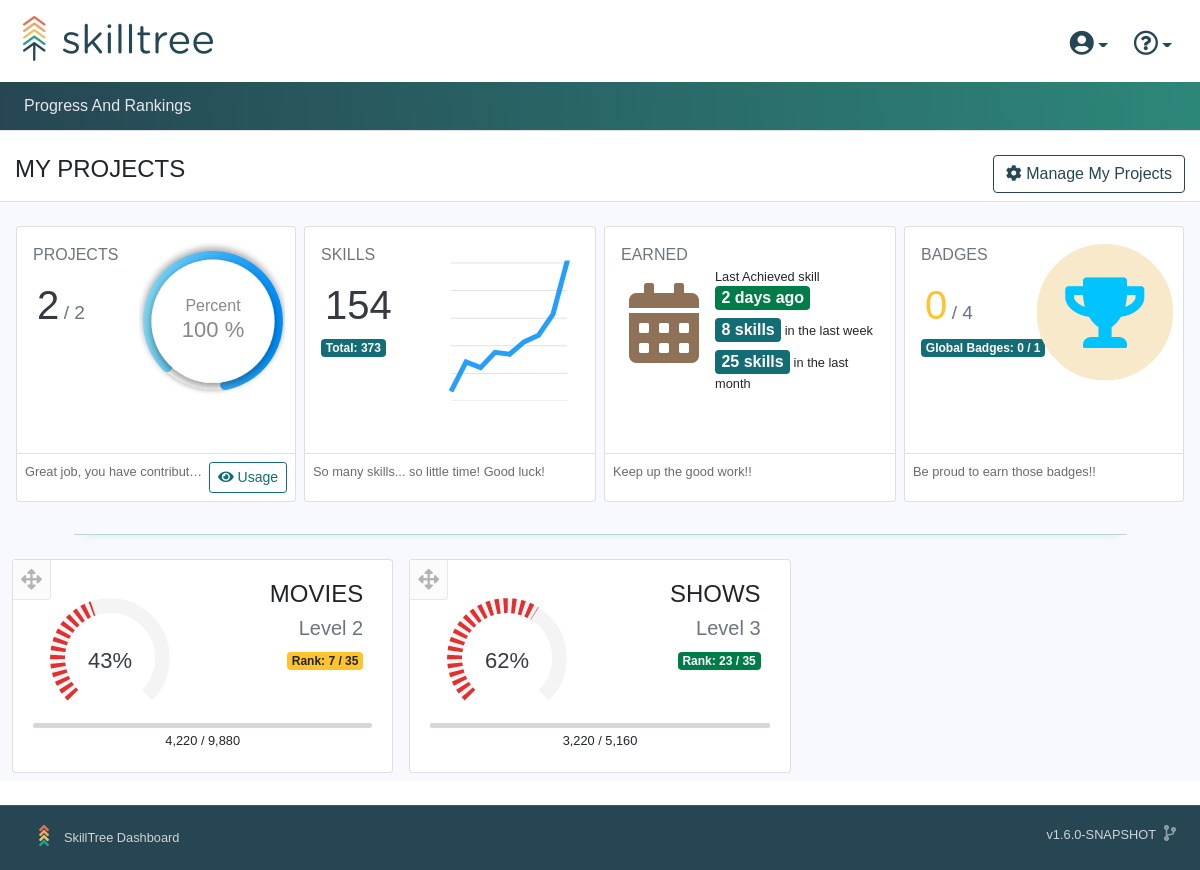 skilltree
Progress And Rankings
MY PROJECTS
Manage My Projects
PROJECTS
2 / 2
Percent
100 %
Great job, you have contribut…
Usage
SKILLS
154
Total: 373
So many skills... so little time! Good luck!
EARNED
Last Achieved skill
2 days ago
8 skills in the last week
25 skills in the last
month
Keep up the good work!!
BADGES
0 / 4
Global Badges: 0 / 1
Be proud to earn those badges!!
MOVIES
Level 2
Rank: 7 / 35
43%
4,220 / 9,880
SHOWS
Level 3
Rank: 23 / 35
62%
3,220 / 5,160
SkillTree Dashboard
v1.6.0-SNAPSHOT